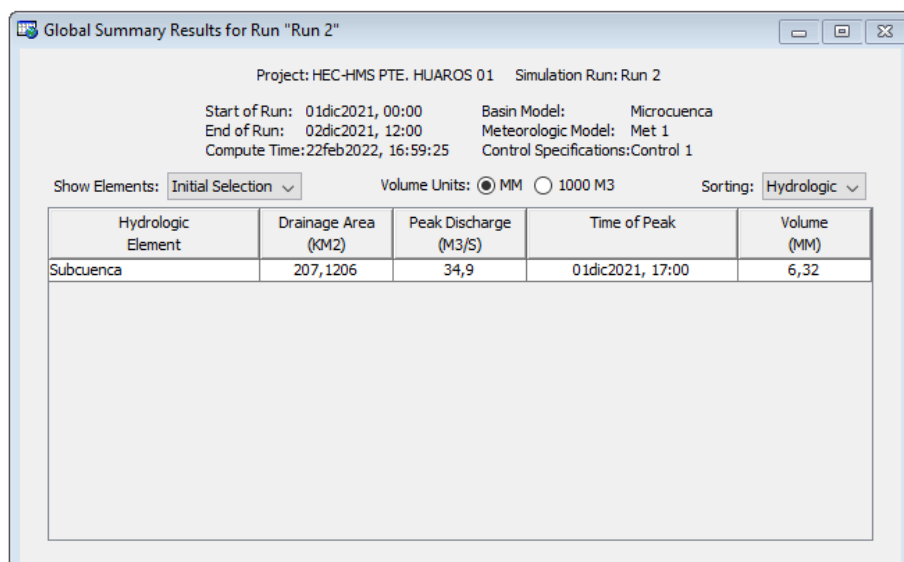 Global Summary Results for Run "Run 2"
Project: HEC-HMS PTE. HUAROS 01 Simulation Run: Run 2
Start of Run: 01dic2021, 00:00 Basin Model: Microcuenca
End of Run: 02dic2021, 12:00 Meteorologic Model: Met 1
Compute Time:22feb2022, 16:59:25 Control Specifications:Control 1
Show Elements: Initial Selection Volume Units: MM 1000 M3 Sorting: Hydrologic
Hydrologic Drainage Area Peak Discharge Time of Peak Volume
Element (KM2) (M3/S) (MM)
Subcuenca 207,1206 34,9 01dic2021, 17:00 6,32